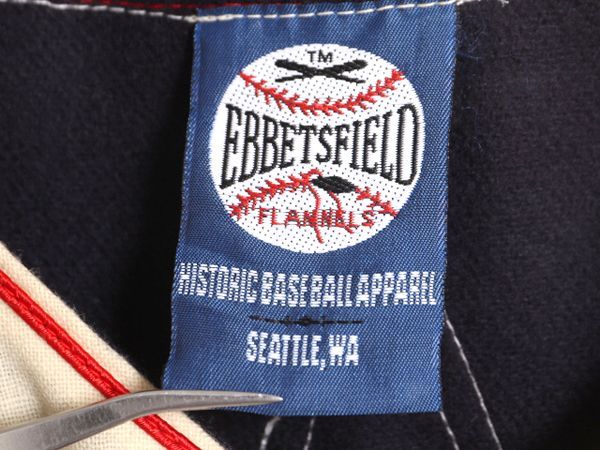 TM
EBBETSFIELD
FLANNELS
HISTORIC BASEBALL APPAREL
SEATTLE, WA